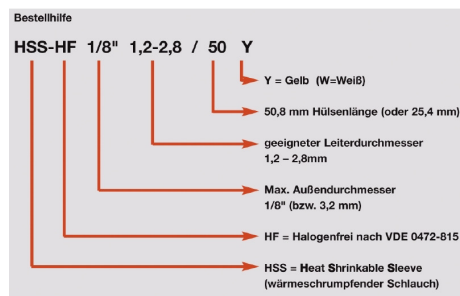 Bestellhilfe
HSS-HF 1/8" 1,2-2,8 / 50 Y
Y = Gelb (W=Weiß)
50,8 mm Hülsenlänge (oder 25,4 mm)
geeigneter Leiterdurchmesser
1,2 – 2,8mm
Max. Außendurchmesser
1/8" (bzw. 3,2 mm)
HF = Halogenfrei nach VDE 0472-815
HSS = Heat Shrinkable Sleeve
(wärmeschrumpfender Schlauch)